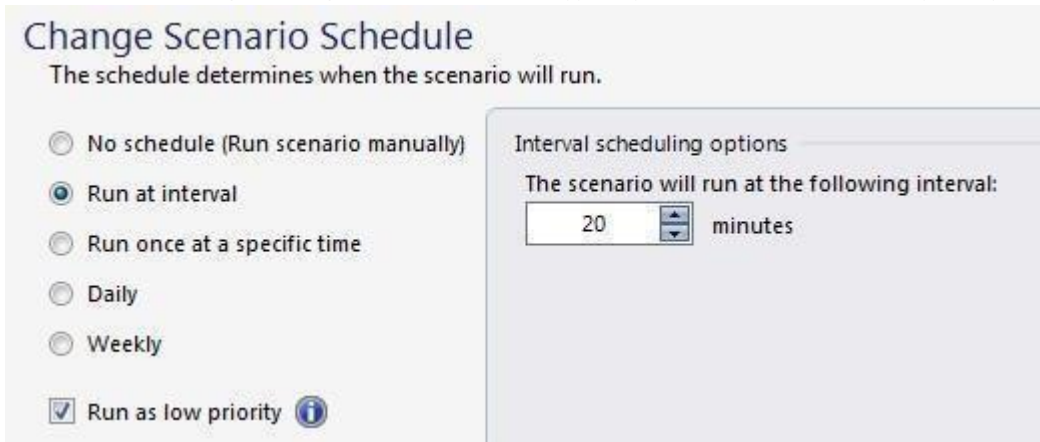 Change Scenario Schedule
The schedule determines when the scenario will run.
No schedule (Run scenario manually)
Run at interval
Run once at a specific time
Daily
Weekly
Run as low priority
Interval scheduling options
The scenario will run at the following interval:
20 minutes